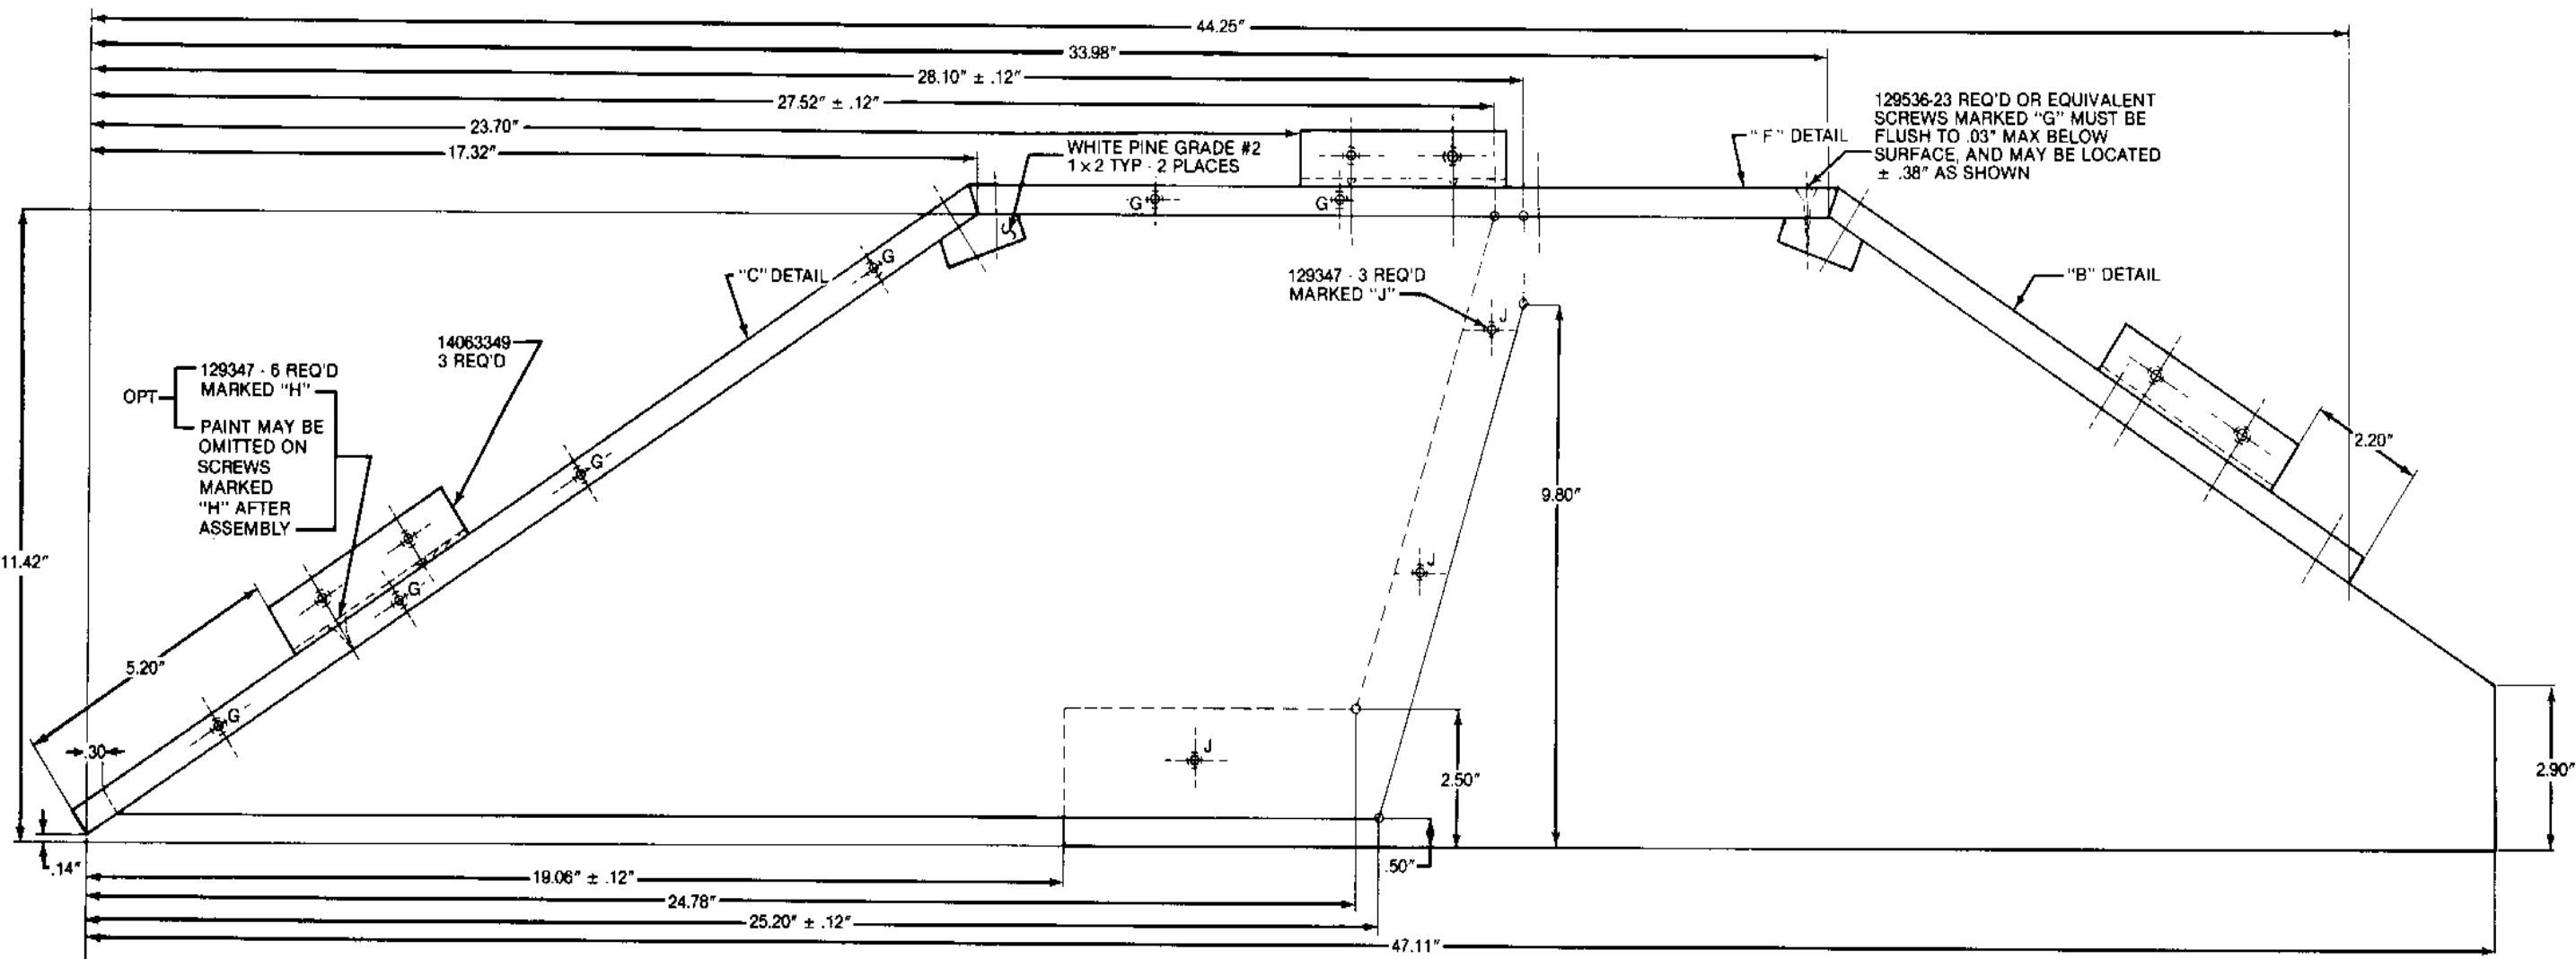 44.25"
33.98"
28.10" ± .12"
27.52" ± .12"
23.70"
17.32"
WHITE PINE GRADE #2
1 x 2 TYP - 2 PLACES
"F" DETAIL
129536-23 REQ'D OR EQUIVALENT
SCREWS MARKED "G" MUST BE
FLUSH TO .03" MAX BELOW
SURFACE, AND MAY BE LOCATED
± .38" AS SHOWN
G
G
G
"C" DETAIL
129347 - 3 REQ'D
MARKED "J"
J
"B" DETAIL
14063349
3 REQ'D
OPT
129347 - 6 REQ'D
MARKED "H"
PAINT MAY BE
OMITTED ON
SCREWS
MARKED
"H" AFTER
ASSEMBLY
G
2.20"
9.80"
11.42"
J
G
5.20"
G
.30
J
2.50"
2.90"
.14"
.50"
19.06" ± .12"
24.78"
25.20" ± .12"
47.11"